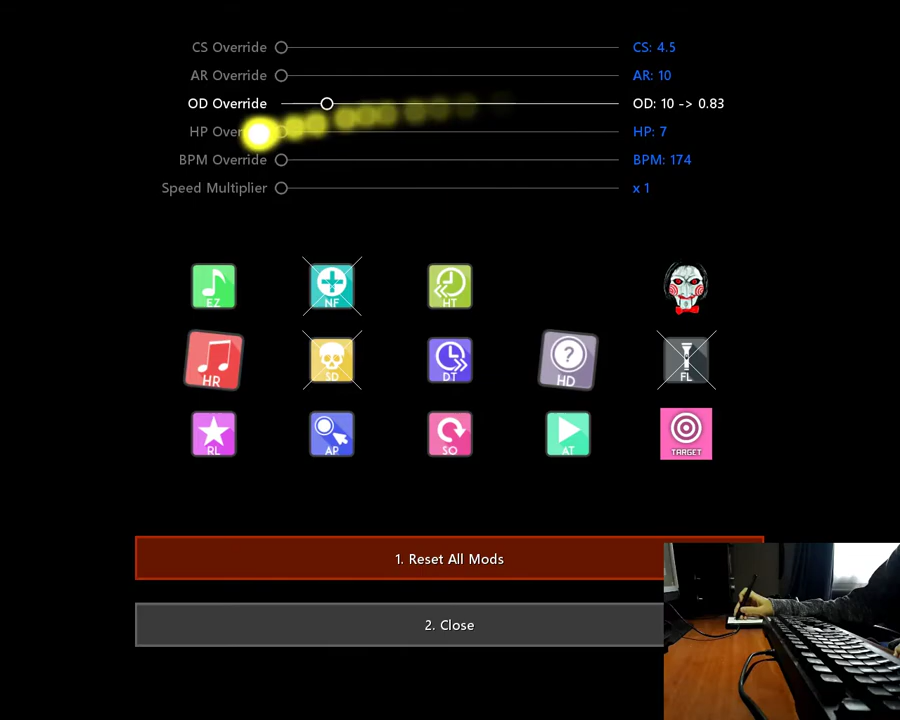 CS Override CS: 4.5
AR Override AR: 10
OD Override OD: 10 -> 0.83
HP Over HP: 7
BPM Override BPM: 174
Speed Multiplier x 1
EZ NF HT
HR SD DT HD FL
RL AP SO AT TARGET
1. Reset All Mods
2. Close